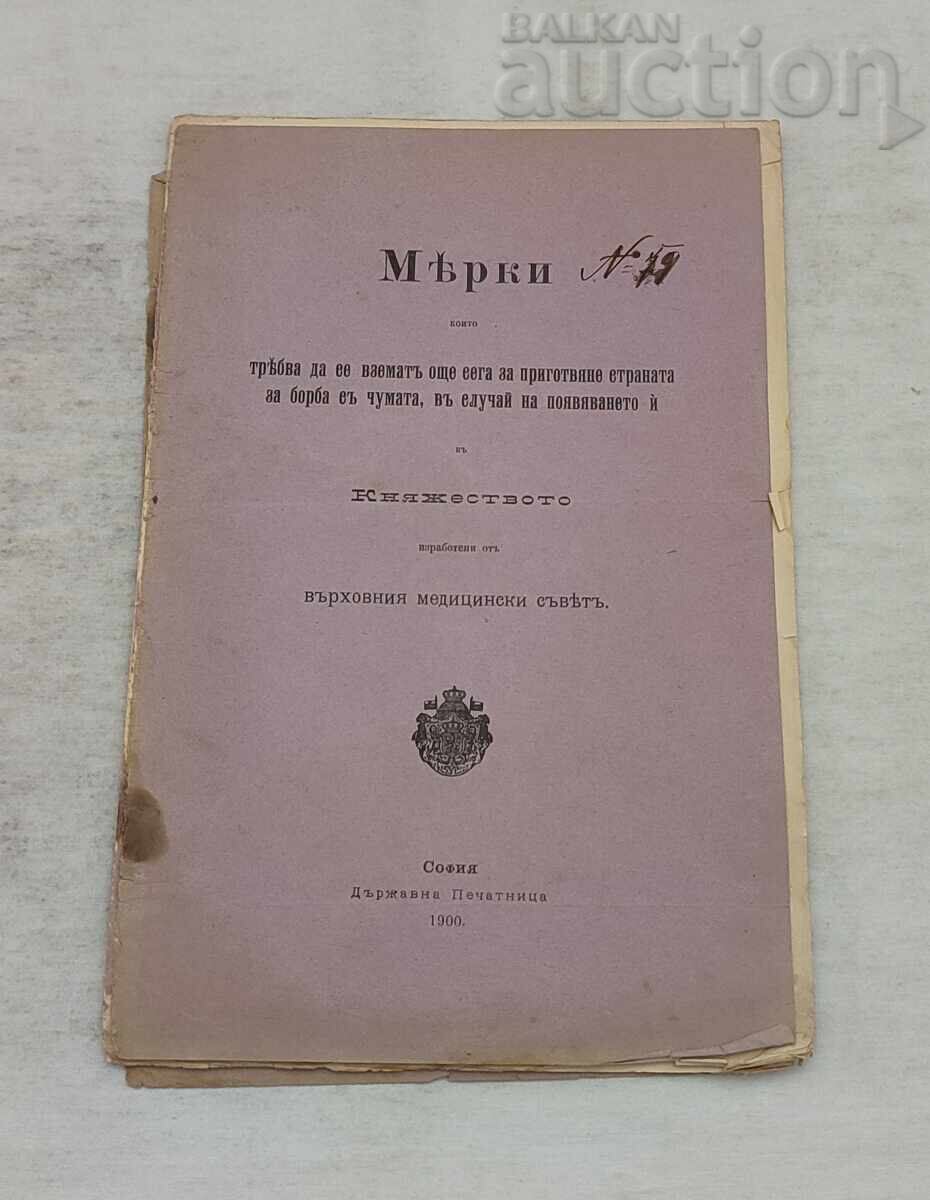 BALKAN
auction
Мѣрки
№ 79
които
трѣбва да се взематъ още сега за приготвяне страната
за борба съ чумата, въ случай на появяването ѝ
въ
Княжеството
изработени отъ
върховния медицински съвѣтъ.
София
Държавна Печатница
1900.